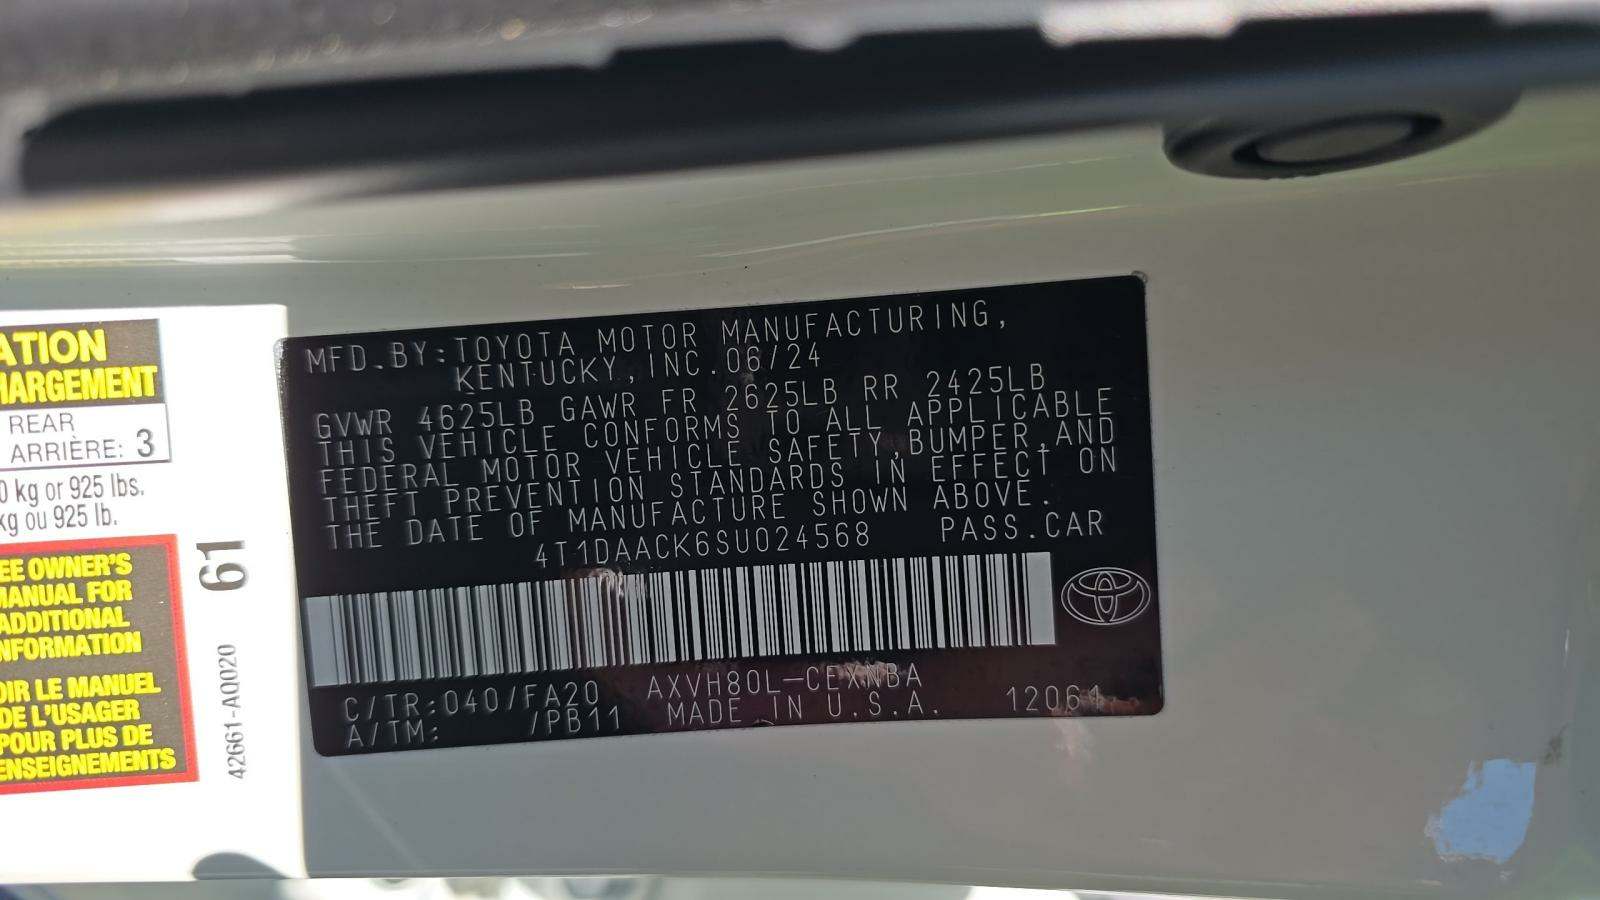 ATION
HARGEMENT
REAR
ARRIÈRE: 3
0 kg or 925 lbs.
kg ou 925 lb.
EE OWNER'S
MANUAL FOR
ADDITIONAL
NFORMATION
OIR LE MANUEL
DE L'USAGER
POUR PLUS DE
ENSEIGNEMENTS
61
42661-AQ020
MFD.BY:TOYOTA MOTOR MANUFACTURING,
KENTUCKY,INC.06/24
GVWR 4625LB GAWR FR 2625LB RR 2425LB
THIS VEHICLE CONFORMS TO ALL APPLICABLE
FEDERAL MOTOR VEHICLE SAFETY,BUMPER,AND
THEFT PREVENTION STANDARDS IN EFFECT ON
THE DATE OF MANUFACTURE SHOWN ABOVE.
4T1DAACK6SU024568 PASS.CAR
C/TR:040/FA20 AXVH80L-CEXNBA
A/TM: /PB11 MADE IN U.S.A. 12061